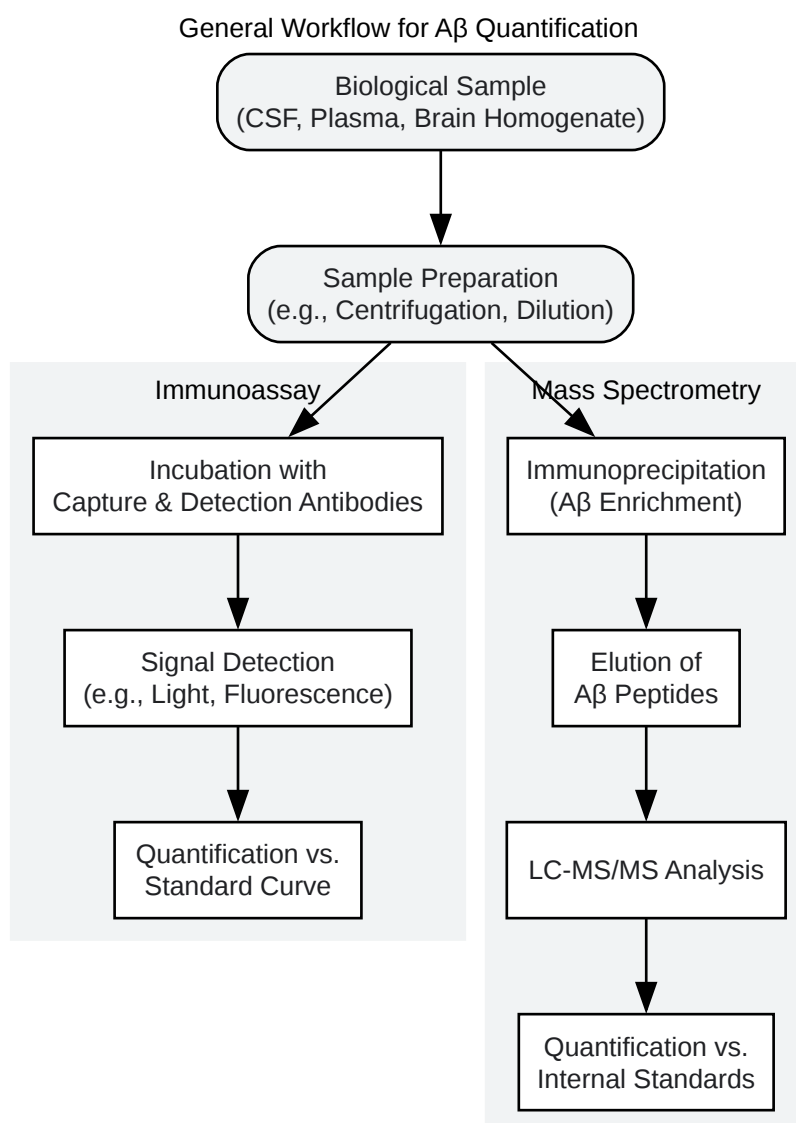 General Workflow for Aβ Quantification
Biological Sample
(CSF, Plasma, Brain Homogenate)
Sample Preparation
(e.g., Centrifugation, Dilution)
Immunoassay
Incubation with
Capture & Detection Antibodies
Signal Detection
(e.g., Light, Fluorescence)
Quantification vs.
Standard Curve
Mass Spectrometry
Immunoprecipitation
(Aβ Enrichment)
Elution of
Aβ Peptides
LC-MS/MS Analysis
Quantification vs.
Internal Standards